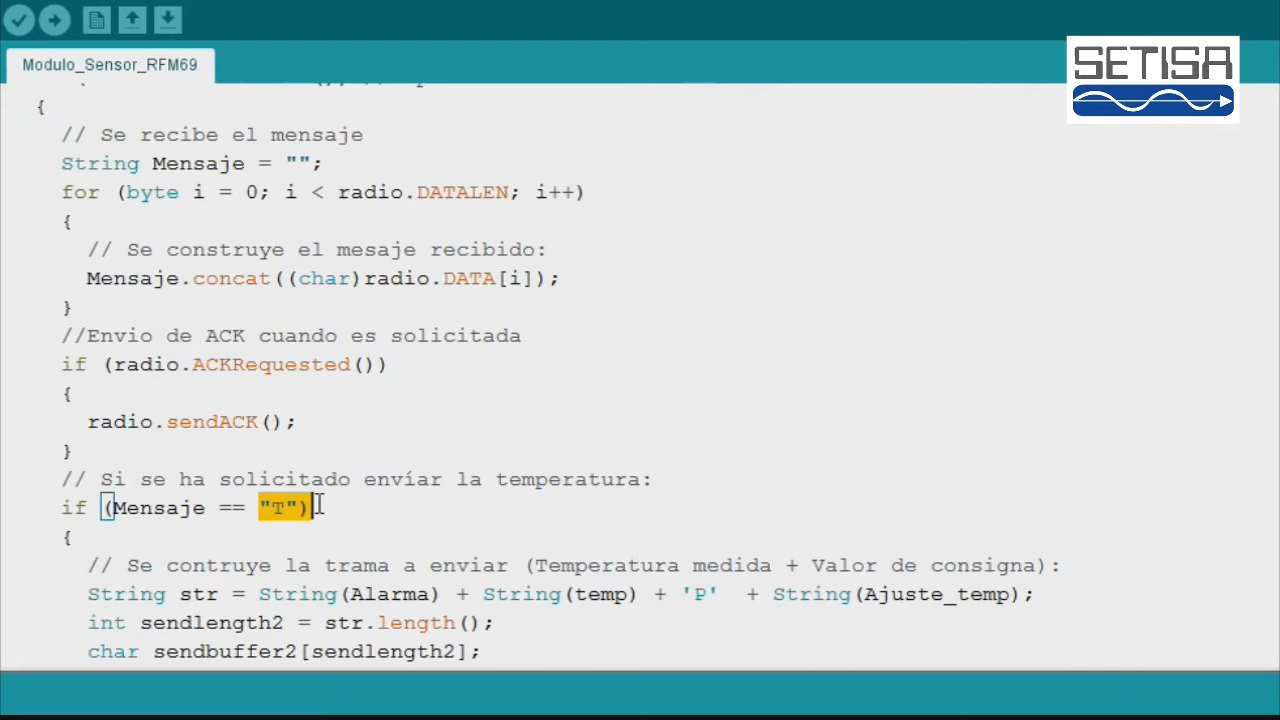 Modulo_Sensor_RFM69
SETISA
{
// Se recibe el mensaje
String Mensaje = "";
for (byte i = 0; i < radio.DATALEN; i++)
{
// Se construye el mesaje recibido:
Mensaje.concat((char)radio.DATA[i]);
}
//Envio de ACK cuando es solicitada
if (radio.ACKRequested())
{
radio.sendACK();
}
// Si se ha solicitado envíar la temperatura:
if (Mensaje == "T")
{
// Se contruye la trama a enviar (Temperatura medida + Valor de consigna):
String str = String(Alarma) + String(temp) + 'P' + String(Ajuste_temp);
int sendlength2 = str.length();
char sendbuffer2[sendlength2];